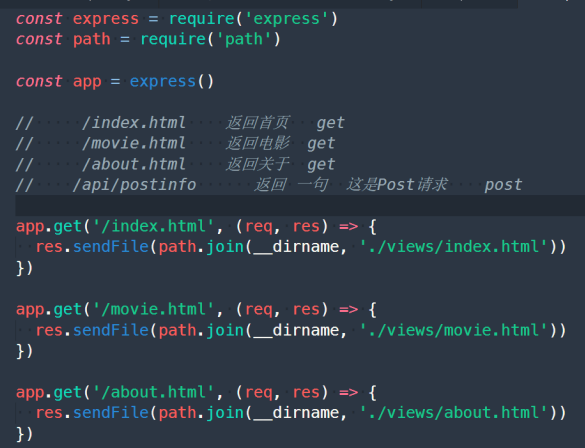 const express = require('express')
const path = require('path')
const app = express()
// /index.html 返回首页 get
// /movie.html 返回电影 get
// /about.html 返回关于 get
// /api/postinfo 返回 一句 这是Post请求 post
app.get('/index.html', (req, res) => {
res.sendFile(path.join(__dirname, './views/index.html'))
})
app.get('/movie.html', (req, res) => {
res.sendFile(path.join(__dirname, './views/movie.html'))
})
app.get('/about.html', (req, res) => {
res.sendFile(path.join(__dirname, './views/about.html'))
})